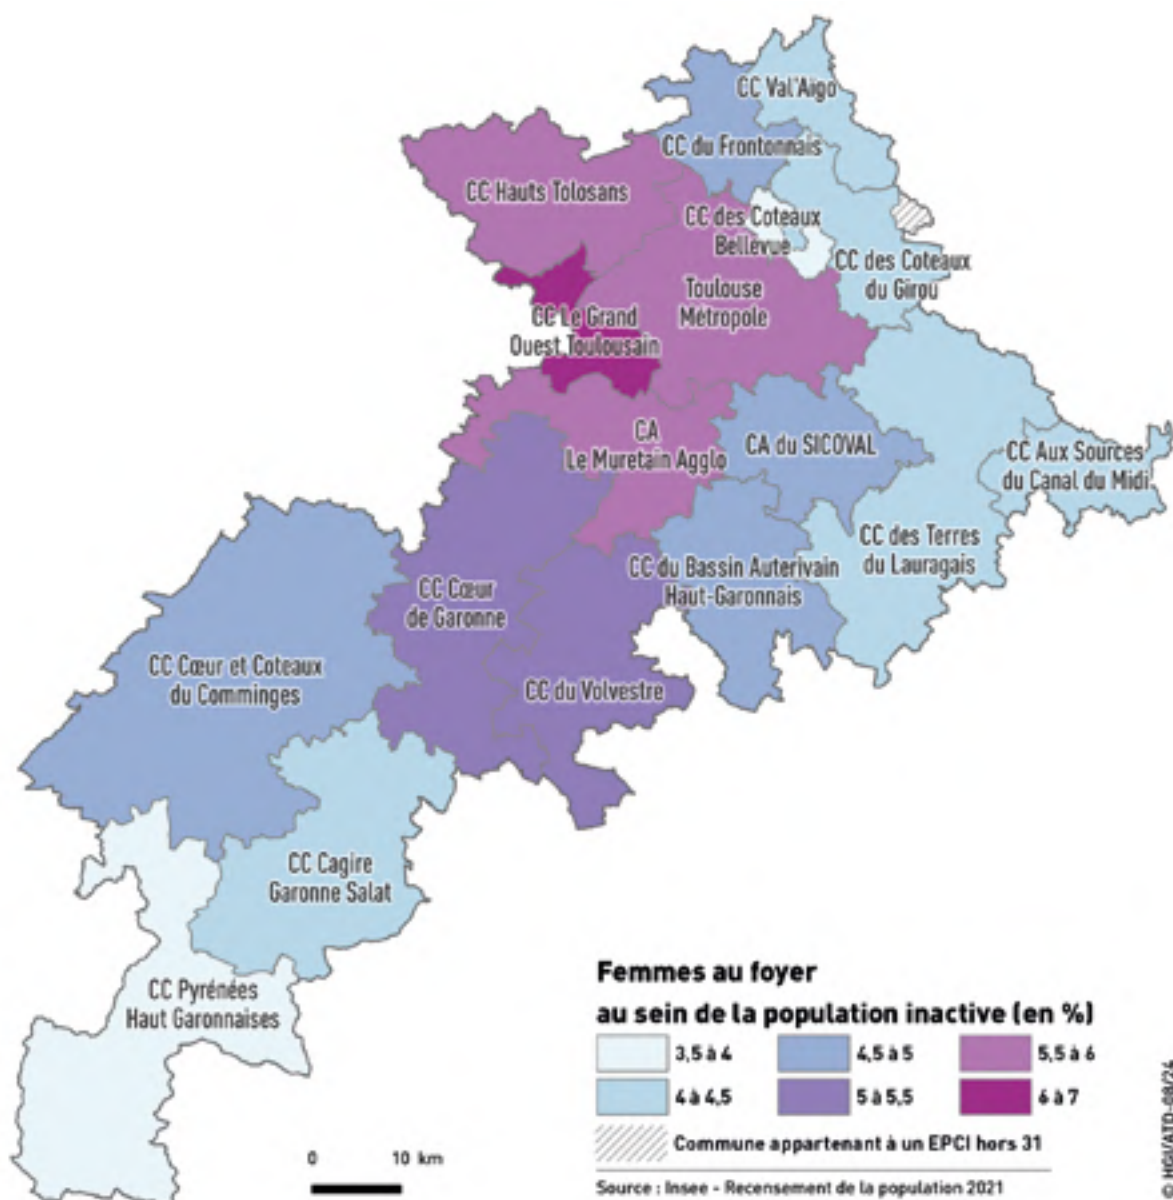 CC Val'Aïgo
CC du Frontonnais
CC Hauts Tolosans
CC des Coteaux
Bellevue
CC des Coteaux
du Girou
Toulouse
Métropole
CC Le Grand
Ouest Toulousain
CA
Le Muretain Agglo
CA du SICOVAL
CC Aux Sources
du Canal du Midi
CC des Terres
du Lauragais
CC du Bassin Auterivain
Haut-Garonnais
CC Cœur
de Garonne
CC Cœur et Coteaux
du Comminges
CC du Volvestre
CC Cagire
Garonne Salat
CC Pyrénées
Haut Garonnaises
Femmes au foyer
au sein de la population inactive (en %)
3,5 à 4
4,5 à 5
5,5 à 6
4 à 4,5
5 à 5,5
6 à 7
Commune appartenant à un EPCI hors 31
0 10 km
Source : Insee - Recensement de la population 2021
© HGI/ATD-08/24